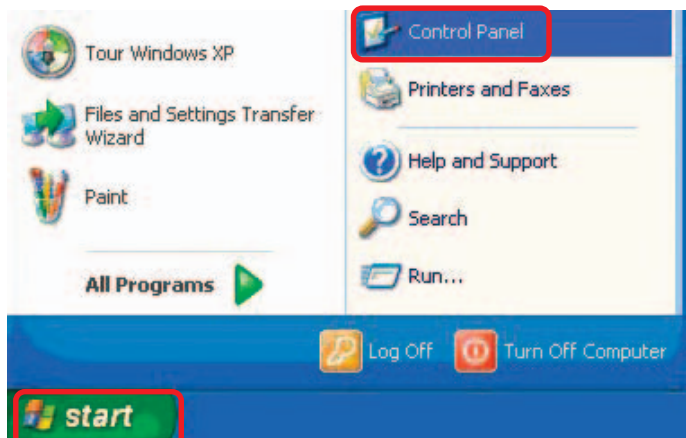 Tour Windows XP
Files and Settings Transfer
Wizard
Paint
All Programs
Control Panel
Printers and Faxes
Help and Support
Search
Run...
Log Off
Turn Off Computer
start